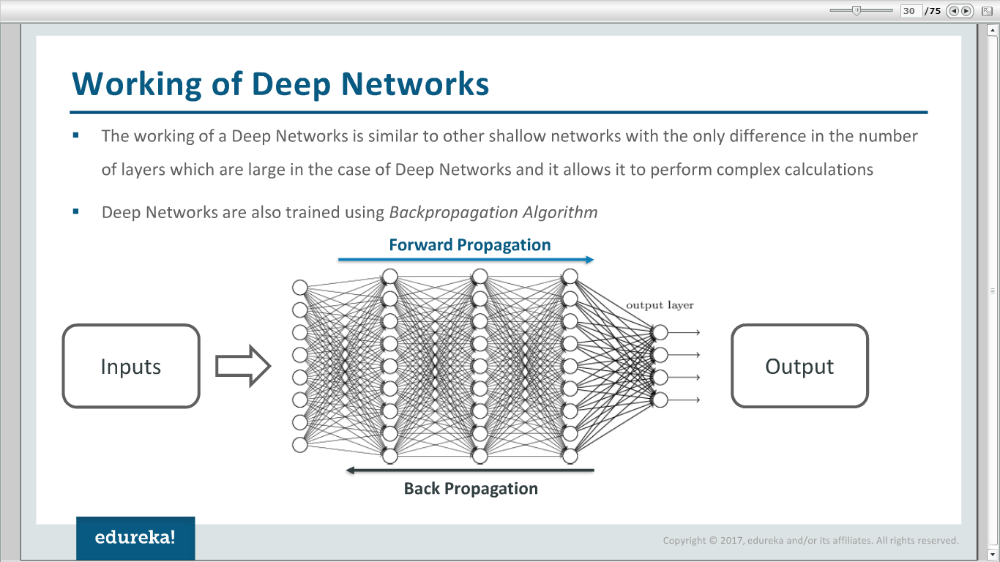 30 /75
Working of Deep Networks
The working of a Deep Networks is similar to other shallow networks with the only difference in the number
of layers which are large in the case of Deep Networks and it allows it to perform complex calculations
Deep Networks are also trained using Backpropagation Algorithm
Forward Propagation
output layer
Inputs
Output
Back Propagation
edureka!
Copyright © 2017, edureka and/or its affiliates. All rights reserved.